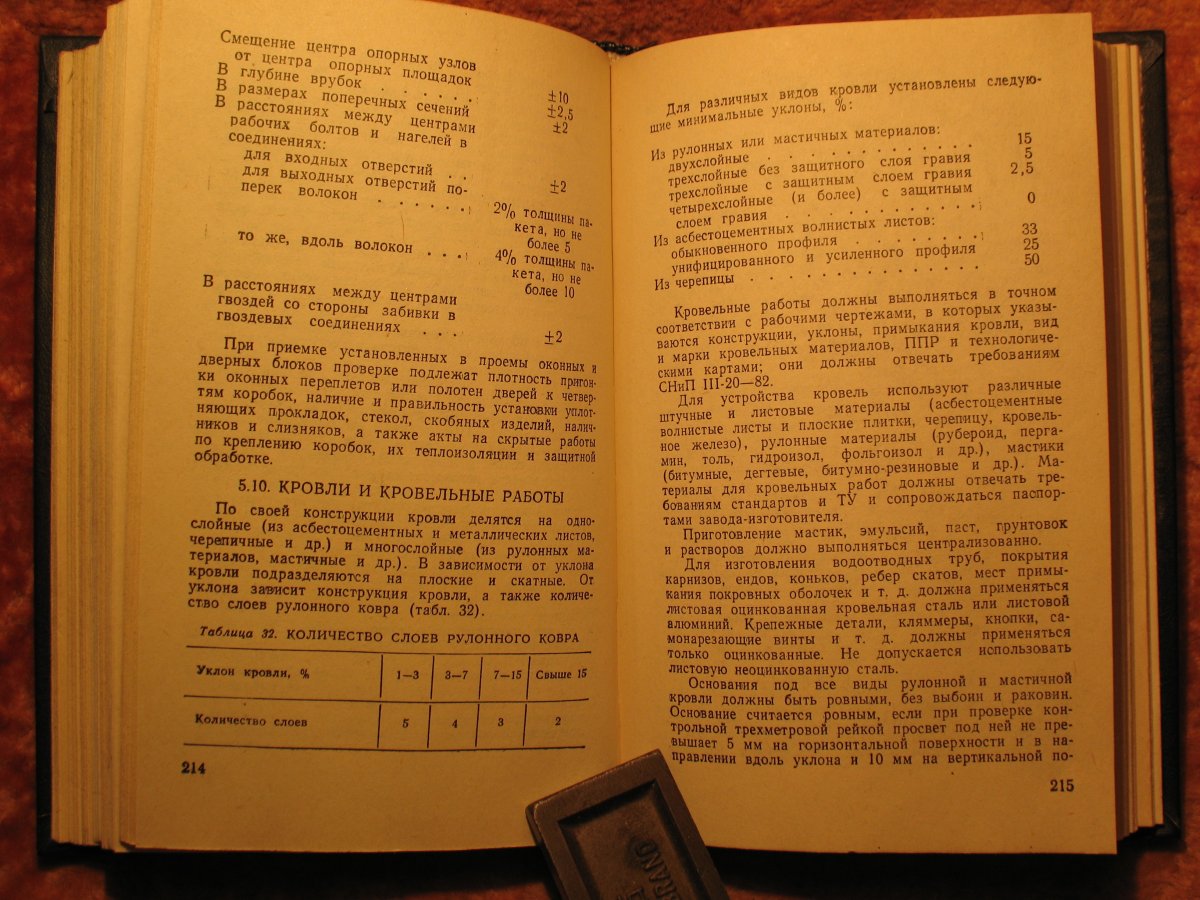 Смещение центра опорных узлов
от центра опорных площадок ±10
В глубине врубок . . . . . . ±2,5
В размерах поперечных сечений ±2
В расстояниях между центрами
рабочих болтов и нагелей в
соединениях:
для входных отверстий . . ±2
для выходных отверстий по-
перек волокон . . . . . . 2% толщины па-
кета, но не
более 5
то же, вдоль волокон . . . 4% толщины па-
кета, но не
более 10
В расстояниях между центрами
гвоздей со стороны забивки в
гвоздевых соединениях . . . ±2
При приемке установленных в проемы оконных и
дверных блоков проверке подлежат плотность пригон-
ки оконных переплетов или полотен дверей к четвер-
тям коробок, наличие и правильность установки уплот-
няющих прокладок, стекол, скобяных изделий, налич-
ников и слизняков, а также акты на скрытые работы
по креплению коробок, их теплоизоляции и защитной
обработке.
5.10. КРОВЛИ И КРОВЕЛЬНЫЕ РАБОТЫ
По своей конструкции кровли делятся на одно-
слойные (из асбестоцементных и металлических листов,
черепичные и др.) и многослойные (из рулонных ма-
териалов, мастичные и др.). В зависимости от уклона
кровли подразделяются на плоские и скатные. От
уклона зависит конструкция кровли, а также количе-
ство слоев рулонного ковра (табл. 32).
Таблица 32. КОЛИЧЕСТВО СЛОЕВ РУЛОННОГО КОВРА
Уклон кровли, % 1—3 3—7 7—15 Свыше 15
Количество слоев 5 4 3 2
214
Для различных видов кровли установлены следую-
щие минимальные уклоны, %:
Из рулонных или мастичных материалов:
двухслойные . . . . . . . . . . . . 15
трехслойные без защитного слоя гравия 5
трехслойные с защитным слоем гравия 2,5
четырехслойные (и более) с защитным
слоем гравия . . . . . . . . . . . 0
Из асбестоцементных волнистых листов:
обыкновенного профиля . . . . . . . . 33
унифицированного и усиленного профиля 25
Из черепицы . . . . . . . . . . . . . 50
Кровельные работы должны выполняться в точном
соответствии с рабочими чертежами, в которых указы-
ваются конструкции, уклоны, примыкания кровли, вид
и марки кровельных материалов, ППР и технологиче-
скими картами; они должны отвечать требованиям
СНиП III-20—82.
Для устройства кровель используют различные
штучные и листовые материалы (асбестоцементные
волнистые листы и плоские плитки, черепицу, кровель-
ное железо), рулонные материалы (рубероид, перга-
мин, толь, гидроизол, фольгоизол и др.), мастики
(битумные, дегтевые, битумно-резиновые и др.). Ма-
териалы для кровельных работ должны отвечать тре-
бованиям стандартов и ТУ и сопровождаться паспор-
тами завода-изготовителя.
Приготовление мастик, эмульсий, паст, грунтовок
и растворов должно выполняться централизованно.
Для изготовления водоотводных труб, покрытия
карнизов, ендов, коньков, ребер скатов, мест примы-
кания покровных оболочек и т. д. должна применяться
листовая оцинкованная кровельная сталь или листовой
алюминий. Крепежные детали, кляммеры, кнопки, са-
монарезающие винты и т. д. должны применяться
только оцинкованные. Не допускается использовать
листовую неоцинкованную сталь.
Основания под все виды рулонной и мастичной
кровли должны быть ровными, без выбоин и раковин.
Основание считается ровным, если при проверке кон-
трольной трехметровой рейкой просвет под ней не пре-
вышает 5 мм на горизонтальной поверхности и в на-
правлении вдоль уклона и 10 мм на вертикальной по-
215